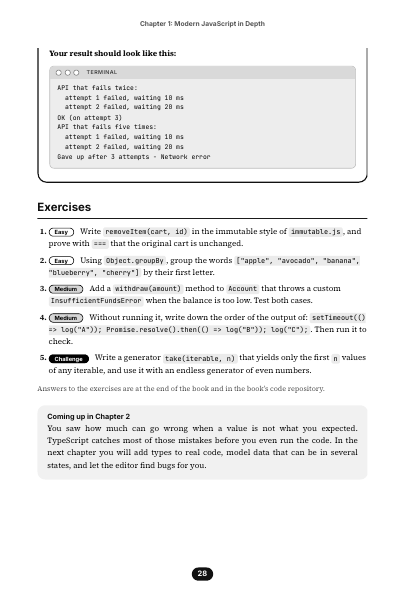 Chapter 1: Modern JavaScript in Depth
Your result should look like this:
TERMINAL
API that fails twice:
attempt 1 failed, waiting 10 ms
attempt 2 failed, waiting 20 ms
OK (on attempt 3)
API that fails five times:
attempt 1 failed, waiting 10 ms
attempt 2 failed, waiting 20 ms
Gave up after 3 attempts - Network error
Exercises
1. Easy Write removeItem(cart, id) in the immutable style of immutable.js, and
prove with === that the original cart is unchanged.
2. Easy Using Object.groupBy, group the words ["apple", "avocado", "banana",
"blueberry", "cherry"] by their first letter.
3. Medium Add a withdraw(amount) method to Account that throws a custom
InsufficientFundsError when the balance is too low. Test both cases.
4. Medium Without running it, write down the order of the output of: setTimeout(()
=> log("A")); Promise.resolve().then(() => log("B")); log("C");. Then run it to
check.
5. Challenge Write a generator take(iterable, n) that yields only the first n values
of any iterable, and use it with an endless generator of even numbers.
Answers to the exercises are at the end of the book and in the book's code repository.
Coming up in Chapter 2
You saw how much can go wrong when a value is not what you expected.
TypeScript catches most of those mistakes before you even run the code. In the
next chapter you will add types to real code, model data that can be in several
states, and let the editor find bugs for you.
28